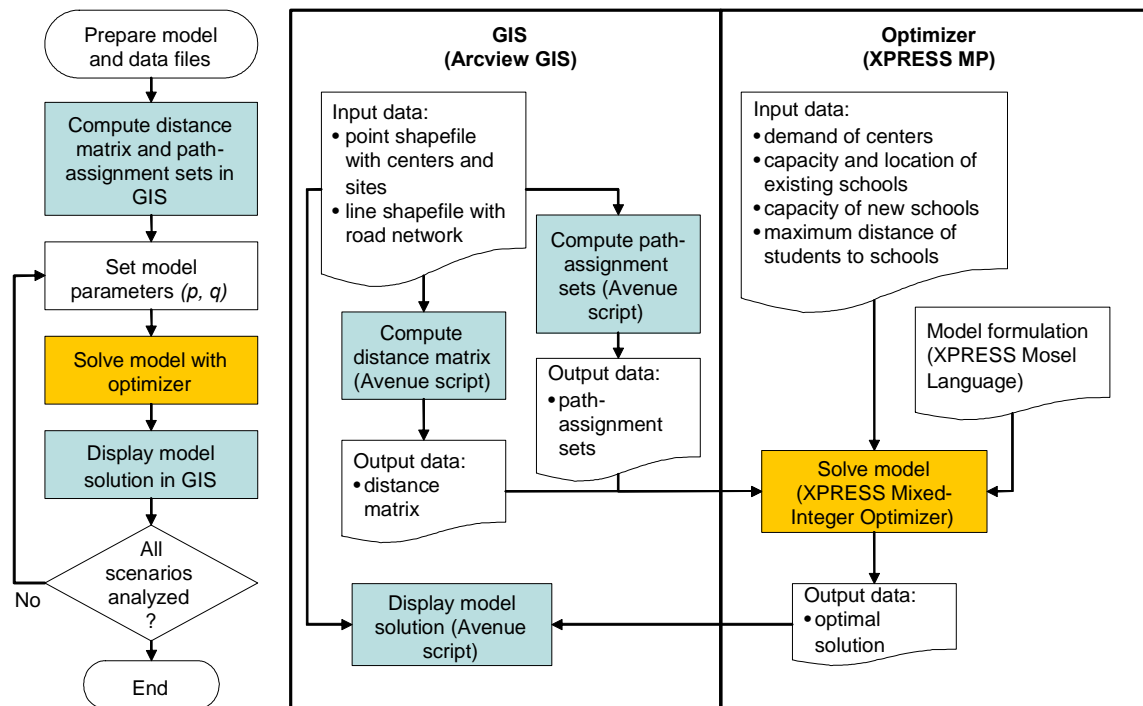 Prepare model
and data files
Compute distance
matrix and path-
assignment sets in
GIS
Set model
parameters (p, q)
Solve model with
optimizer
Display model
solution in GIS
All
scenarios
analyzed
?
No
End
GIS
(Arcview GIS)
Input data:
• point shapefile
with centers and
sites
• line shapefile with
road network
Compute path-
assignment
sets (Avenue
script)
Compute
distance matrix
(Avenue script)
Output data:
• path-
assignment
sets
Output data:
• distance
matrix
Display model
solution (Avenue
script)
Optimizer
(XPRESS MP)
Input data:
• demand of centers
• capacity and location of
existing schools
• capacity of new schools
• maximum distance of
students to schools
Model formulation
(XPRESS Mosel
Language)
Solve model
(XPRESS Mixed-
Integer Optimizer)
Output data:
• optimal
solution